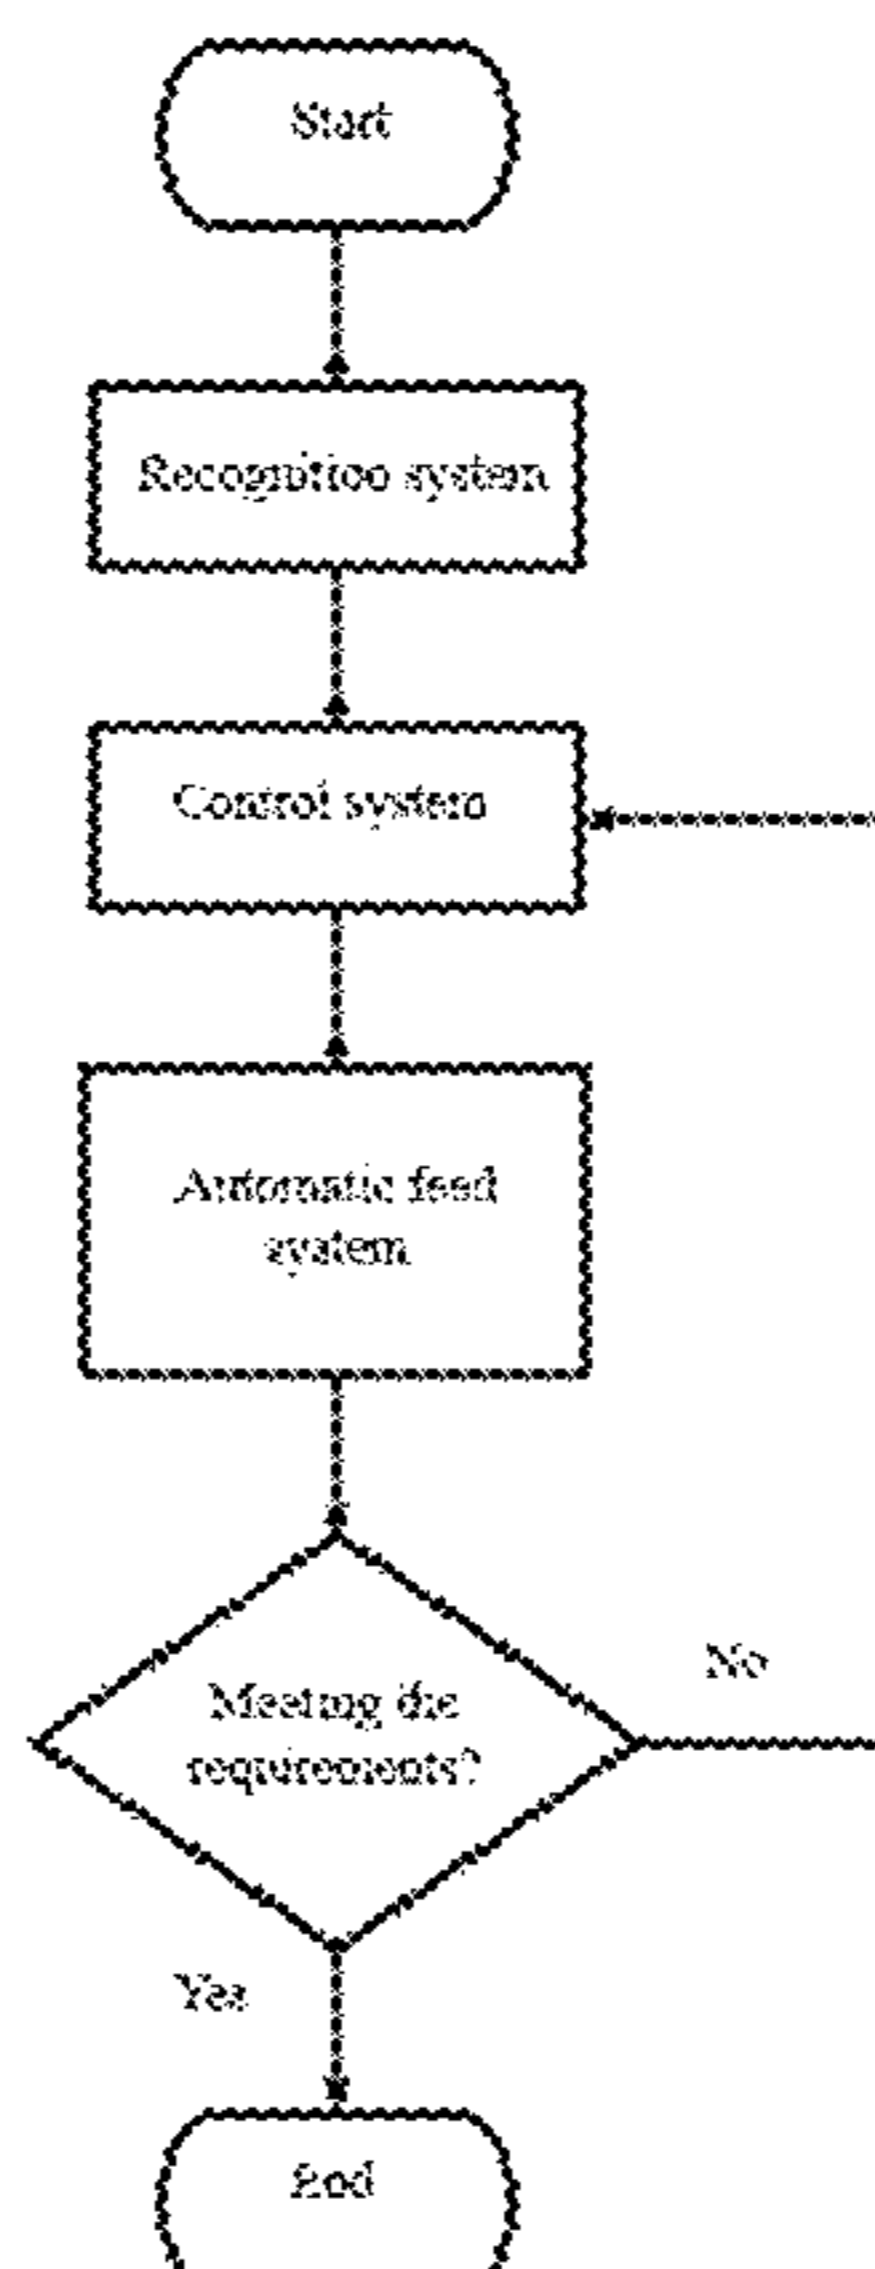 Start
Recognition system
Control system
Automatic feed
system
No
Meeting the
requirements?
Yes
End